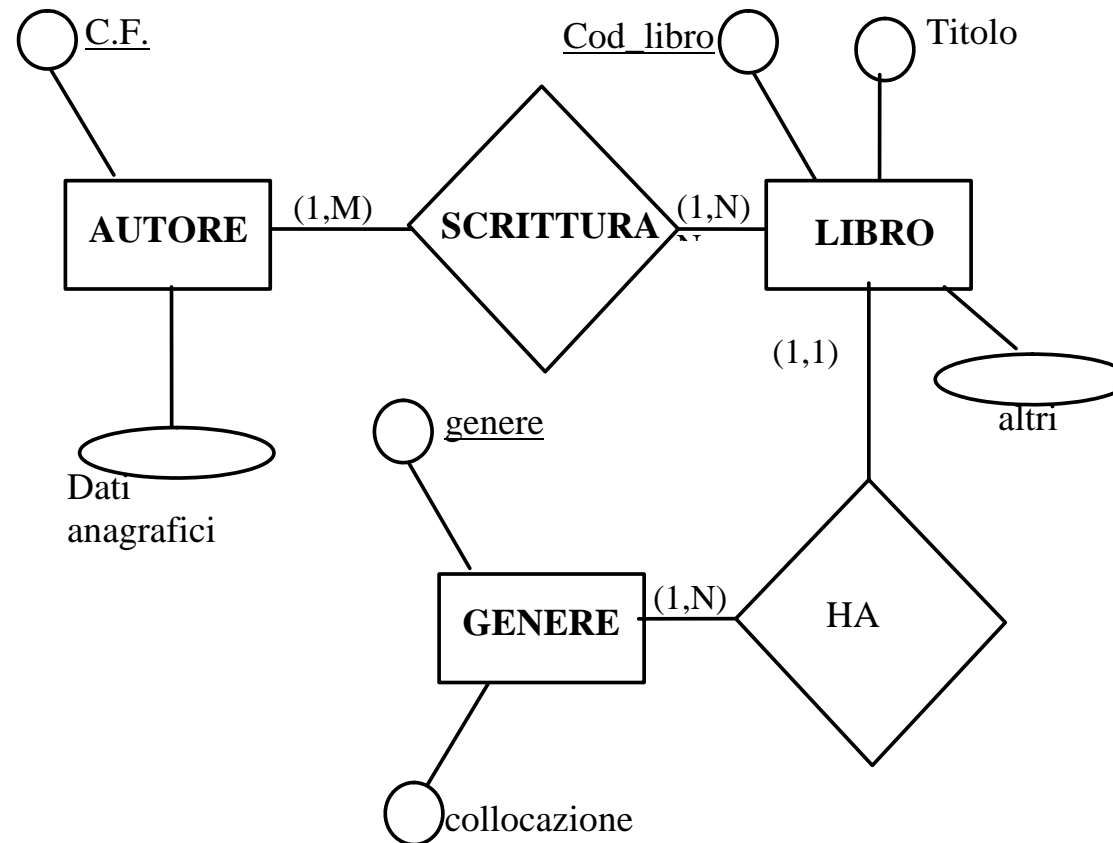 C.F.
Cod_libro
Titolo
AUTORE
(1,M)
SCRITTURA
(1,N)
LIBRO
(1,1)
altri
Dati
anagrafici
genere
GENERE
(1,N)
HA
collocazione